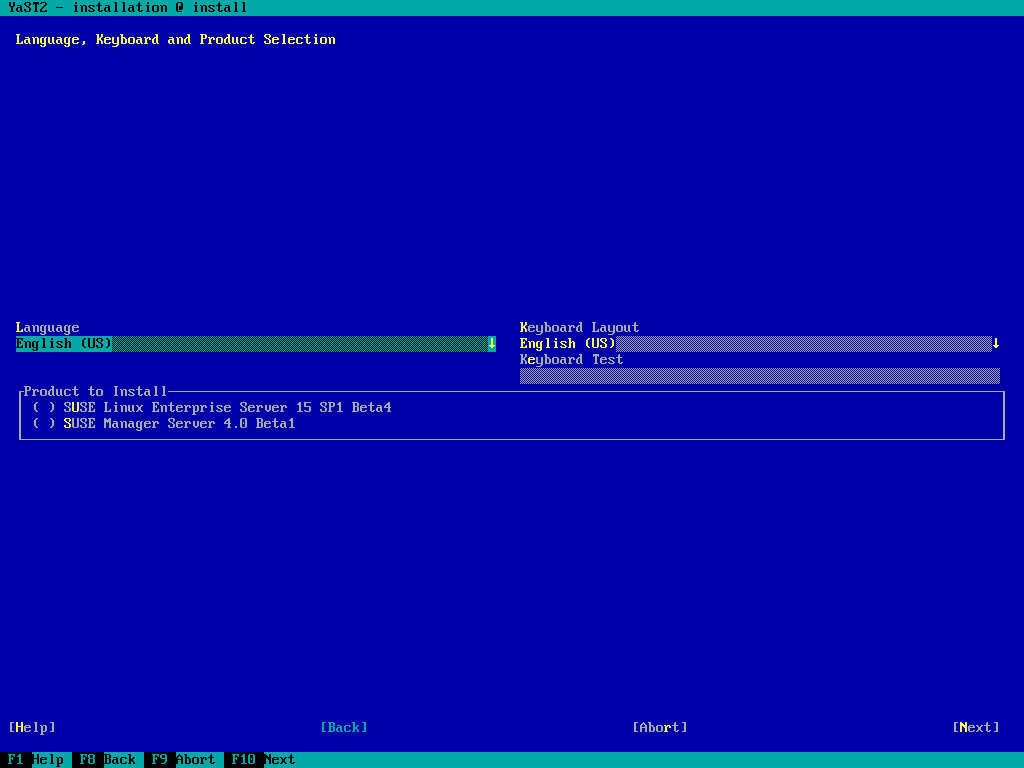 YaST2 - installation @ install
Language, Keyboard and Product Selection
Language Keyboard Layout
English (US)↓ English (US)↓
Keyboard Test
Product to Install
( ) SUSE Linux Enterprise Server 15 SP1 Beta4
( ) SUSE Manager Server 4.0 Beta1
[Help] [Back] [Abort] [Next]
F1 Help F8 Back F9 Abort F10 Next